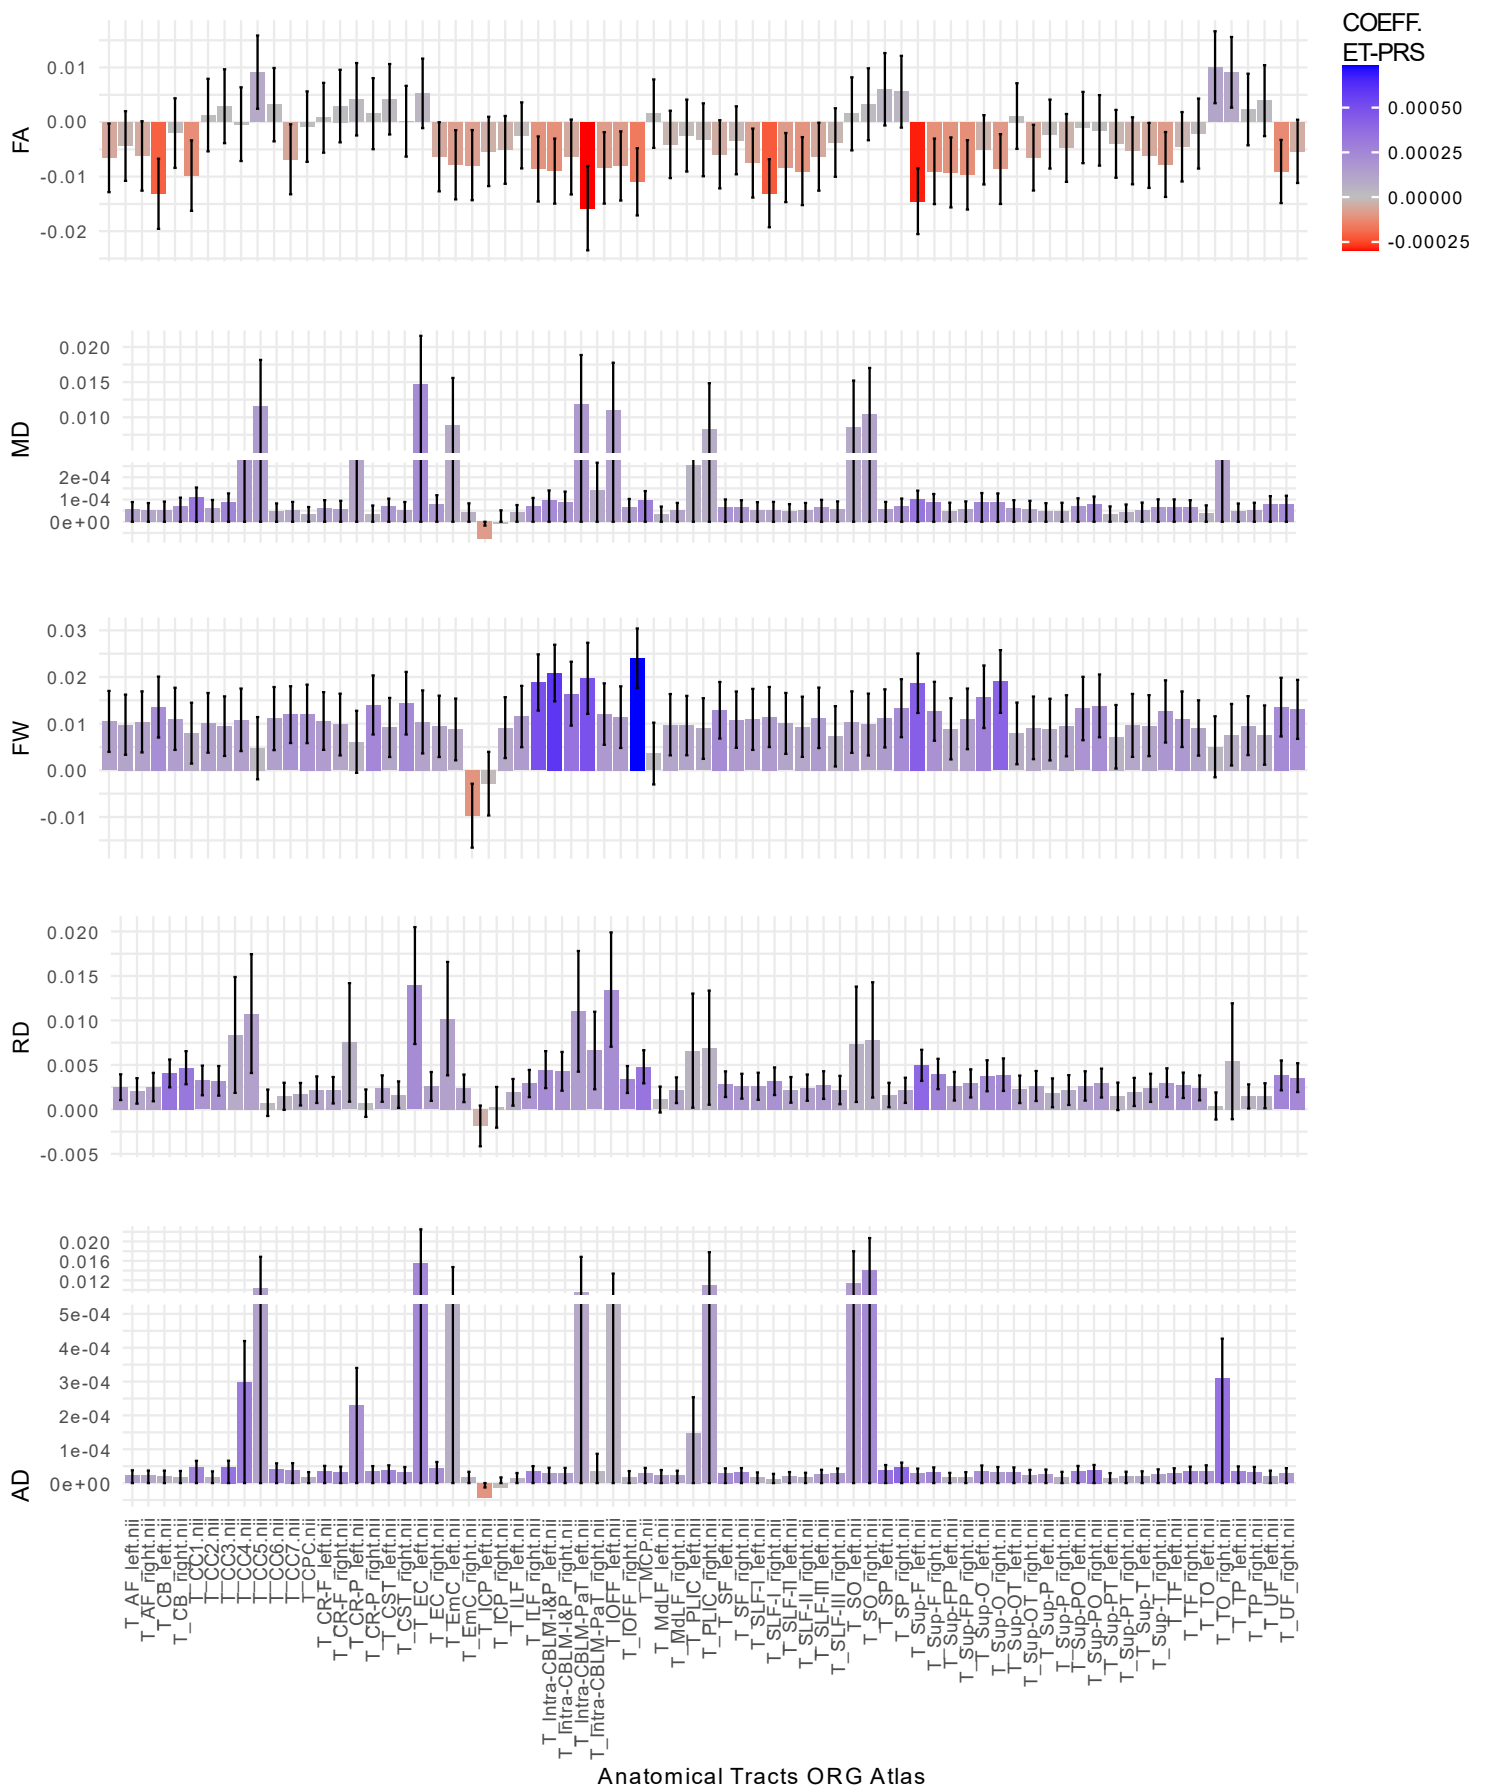 COEFF.
ET-PRS
0.00050
0.00025
0.00000
-0.00025
FA
0.01
0.00
-0.01
-0.02
MD
0.020
0.015
0.010
2e-04
1e-04
0e+00
FW
0.03
0.02
0.01
0.00
-0.01
RD
0.020
0.015
0.010
0.005
0.000
-0.005
AD
0.020
0.016
0.012
5e-04
4e-04
3e-04
2e-04
1e-04
0e+00
T_AF_left.nii
T_AF_right.nii
T_CB_left.nii
T_CB_right.nii
T_CC1.nii
T_CC2.nii
T_CC3.nii
T_CC4.nii
T_CC5.nii
T_CC6.nii
T_CC7.nii
T_CPC.nii
T_CR-F_left.nii
T_CR-F_right.nii
T_CR-P_left.nii
T_CR-P_right.nii
T_CST_left.nii
T_CST_right.nii
T_EC_left.nii
T_EC_right.nii
T_EmC_left.nii
T_EmC_right.nii
T_ICP_left.nii
T_ICP_right.nii
T_ILF_left.nii
T_ILF_right.nii
T_Intra-CBLM-I&P_left.nii
T_Intra-CBLM-I&P_right.nii
T_Intra-CBLM-PaT_left.nii
T_Intra-CBLM-PaT_right.nii
T_IOFF_left.nii
T_IOFF_right.nii
T_MCP.nii
T_MdLF_left.nii
T_MdLF_right.nii
T_PLIC_left.nii
T_PLIC_right.nii
T_SF_left.nii
T_SF_right.nii
T_SLF-I_left.nii
T_SLF-I_right.nii
T_SLF-II_left.nii
T_SLF-II_right.nii
T_SLF-III_left.nii
T_SLF-III_right.nii
T_SO_left.nii
T_SO_right.nii
T_SP_left.nii
T_SP_right.nii
T_Sup-F_left.nii
T_Sup-F_right.nii
T_Sup-FP_left.nii
T_Sup-FP_right.nii
T_Sup-O_left.nii
T_Sup-O_right.nii
T_Sup-OT_left.nii
T_Sup-OT_right.nii
T_Sup-P_left.nii
T_Sup-P_right.nii
T_Sup-PO_left.nii
T_Sup-PO_right.nii
T_Sup-PT_left.nii
T_Sup-PT_right.nii
T_Sup-T_left.nii
T_Sup-T_right.nii
T_TF_left.nii
T_TF_right.nii
T_TO_left.nii
T_TO_right.nii
T_TP_left.nii
T_TP_right.nii
T_UF_left.nii
T_UF_right.nii
Anatomical Tracts ORG Atlas